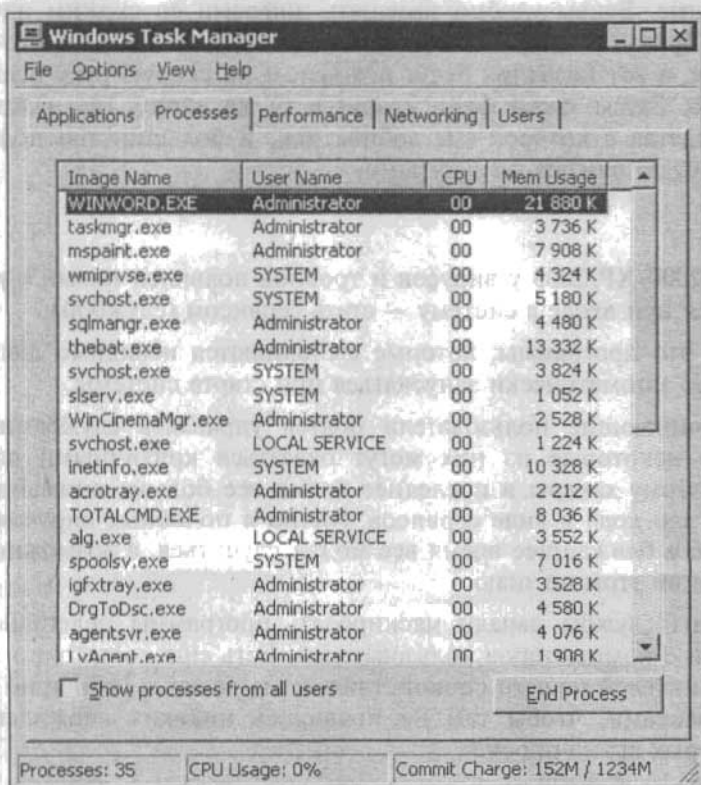 Windows Task Manager
File Options View Help
Applications Processes Performance Networking Users
Image Name User Name CPU Mem Usage
WINWORD.EXE Administrator 00 21 880 K
taskmgr.exe Administrator 00 3 736 K
mspaint.exe Administrator 00 7 908 K
wmiprvse.exe SYSTEM 00 4 324 K
svchost.exe SYSTEM 00 5 180 K
sqlmangr.exe Administrator 00 4 480 K
thebat.exe Administrator 00 13 332 K
svchost.exe SYSTEM 00 3 824 K
slserv.exe SYSTEM 00 1 052 K
WinCinemaMgr.exe Administrator 00 2 528 K
svchost.exe LOCAL SERVICE 00 1 224 K
inetinfo.exe SYSTEM 00 10 328 K
acrotray.exe Administrator 00 2 212 K
TOTALCMD.EXE Administrator 00 8 036 K
alg.exe LOCAL SERVICE 00 3 552 K
spoolsv.exe SYSTEM 00 7 016 K
igfxtray.exe Administrator 00 3 528 K
DrgToDsc.exe Administrator 00 4 580 K
agentsvr.exe Administrator 00 4 076 K
LvAgent.exe Administrator 00 1 908 K
Show processes from all users
End Process
Processes: 35 CPU Usage: 0% Commit Charge: 152M / 1234M